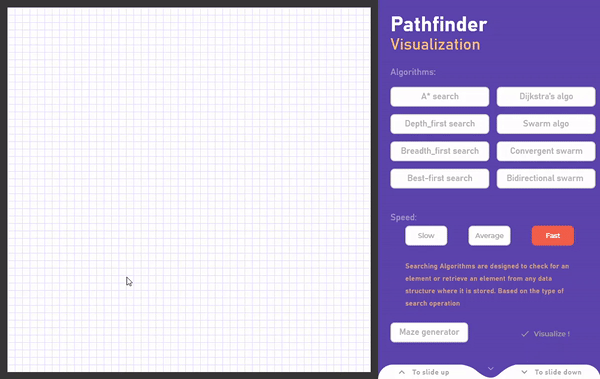 Pathfinder
Visualization
Algorithms:
A* search
Dijkstra's algo
Depth_first search
Swarm algo
Breadth_first search
Convergent swarm
Best-first search
Bidirectional swarm
Speed:
Slow
Average
Fast
Searching Algorithms are designed to check for an
element or retrieve an element from any data
structure where it is stored. Based on the type of
search operation
Maze generator
Visualize !
To slide up
To slide down